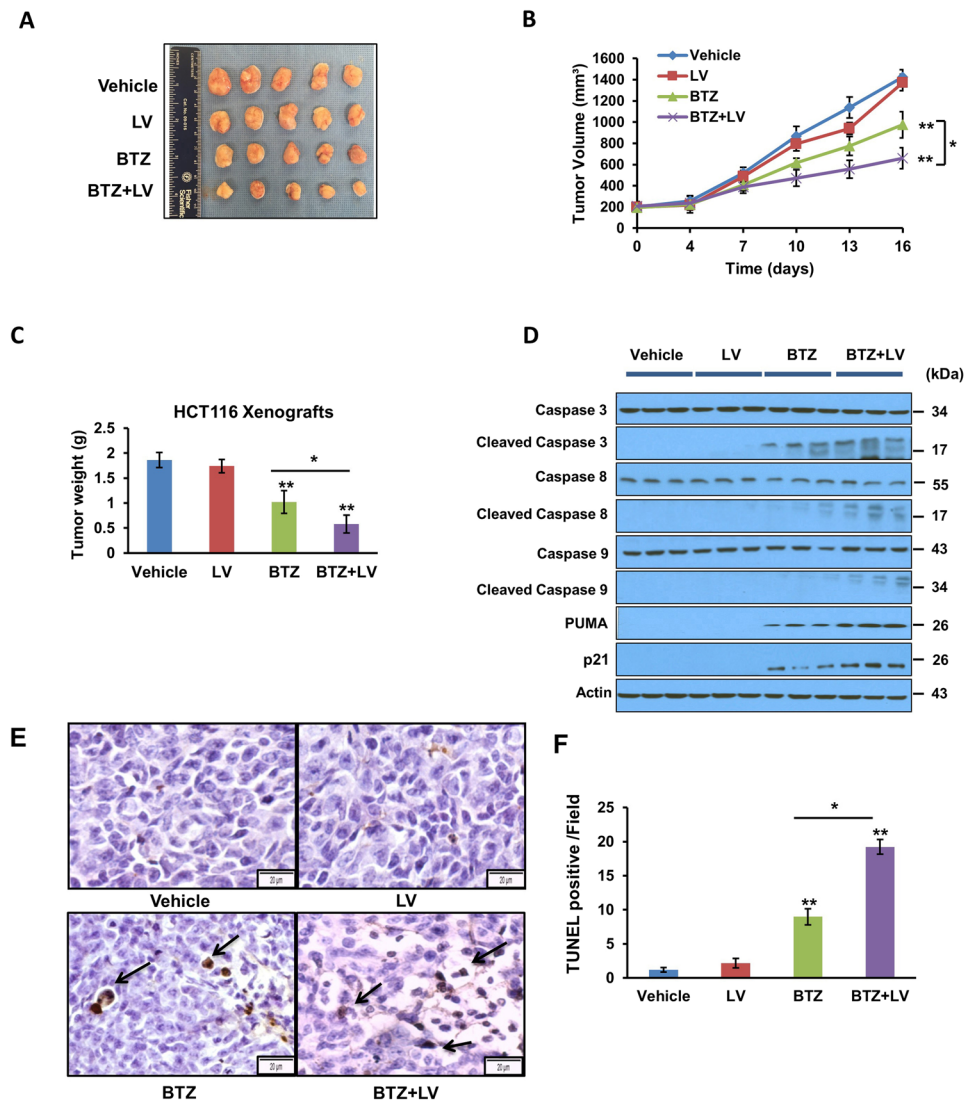 A
Vehicle
LV
BTZ
BTZ+LV
Fisher
Scientific
B
Vehicle
LV
BTZ
BTZ+LV
Tumor Volume (mm³)
1600
1400
1200
1000
800
600
400
200
0
0 4 7 10 13 16
Time (days)
**
**
*
C
HCT116 Xenografts
Tumor weight (g)
2.5
2
1.5
1
0.5
0
**
**
*
Vehicle LV BTZ BTZ+LV
D
Vehicle LV BTZ BTZ+LV
(kDa)
Caspase 3 34
Cleaved Caspase 3 17
Caspase 8 55
Cleaved Caspase 8 17
Caspase 9 43
Cleaved Caspase 9 34
PUMA 26
p21 26
Actin 43
E
20 µm
20 µm
Vehicle LV
20 µm
20 µm
BTZ BTZ+LV
F
TUNEL positive /Field
25
20
15
10
5
0
**
**
*
Vehicle LV BTZ BTZ+LV